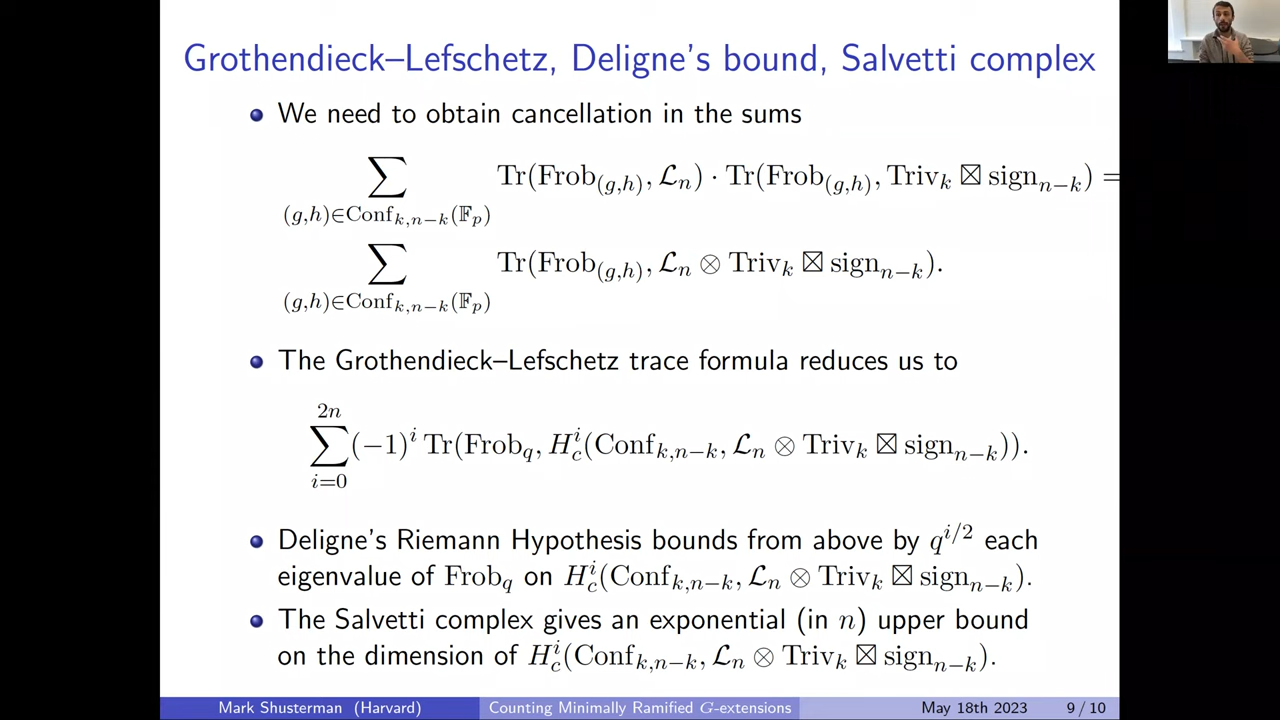 Grothendieck–Lefschetz, Deligne's bound, Salvetti complex
We need to obtain cancellation in the sums
∑_{(g,h)∈Conf_{k,n−k}(𝔽_p)} Tr(Frob_{(g,h)}, ℒ_n) · Tr(Frob_{(g,h)}, Triv_k ⊠ sign_{n−k}) =
∑_{(g,h)∈Conf_{k,n−k}(𝔽_p)} Tr(Frob_{(g,h)}, ℒ_n ⊗ Triv_k ⊠ sign_{n−k}).
The Grothendieck–Lefschetz trace formula reduces us to
∑_{i=0}^{2n} (−1)^i Tr(Frob_q, H_c^i(Conf_{k,n−k}, ℒ_n ⊗ Triv_k ⊠ sign_{n−k})).
Deligne's Riemann Hypothesis bounds from above by q^{i/2} each
eigenvalue of Frob_q on H_c^i(Conf_{k,n−k}, ℒ_n ⊗ Triv_k ⊠ sign_{n−k}).
The Salvetti complex gives an exponential (in n) upper bound
on the dimension of H_c^i(Conf_{k,n−k}, ℒ_n ⊗ Triv_k ⊠ sign_{n−k}).
Mark Shusterman (Harvard) Counting Minimally Ramified G-extensions May 18th 2023 9 / 10